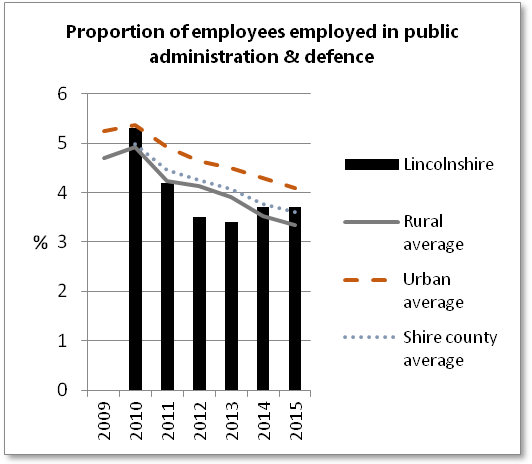 Proportion of employees employed in public
administration & defence
6
5
4
3
2
1
0
%
2009
2010
2011
2012
2013
2014
2015
Lincolnshire
Rural
average
Urban
average
Shire county
average